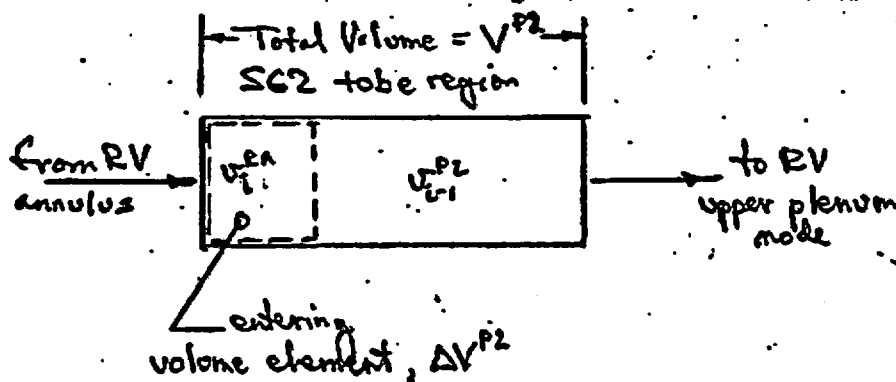 Total Volume = V^P2
SG2 tube region
from RV
annulus
v_i^RA
v_i-1^P2
to RV
upper plenum
node
entering
volume element, ΔV^P2